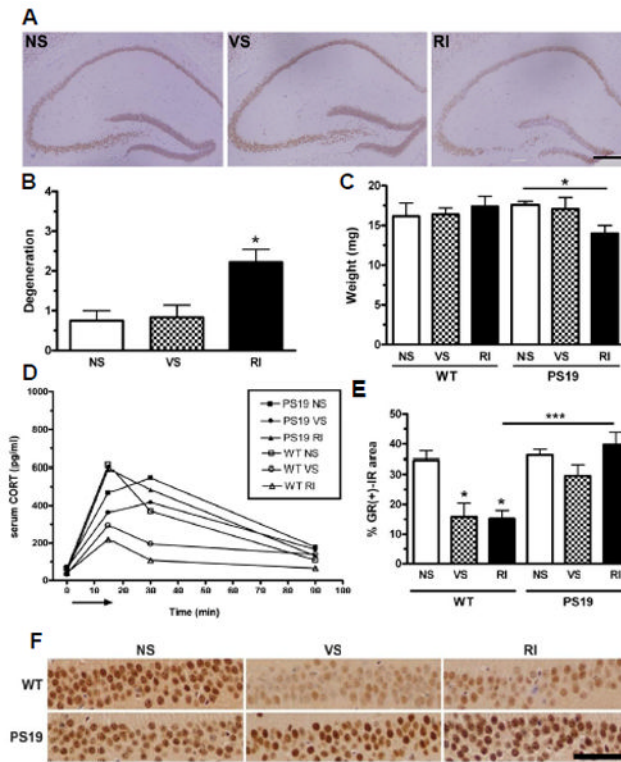 A
NS
VS
RI
B
Degeneration
3
2
1
0
*
NS
VS
RI
C
Weight (mg)
20
15
10
5
0
*
NS
VS
RI
NS
VS
RI
WT
PS19
D
serum CORT (pg/ml)
1000
800
600
400
200
0
PS19 NS
PS19 VS
PS19 RI
WT NS
WT VS
WT RI
0 10 20 30 40 50 60 70 80 90 100
Time (min)
E
% GR(+)-IR area
50
40
30
20
10
0
***
*
*
NS
VS
RI
NS
VS
RI
WT
PS19
F
NS
VS
RI
WT
PS19